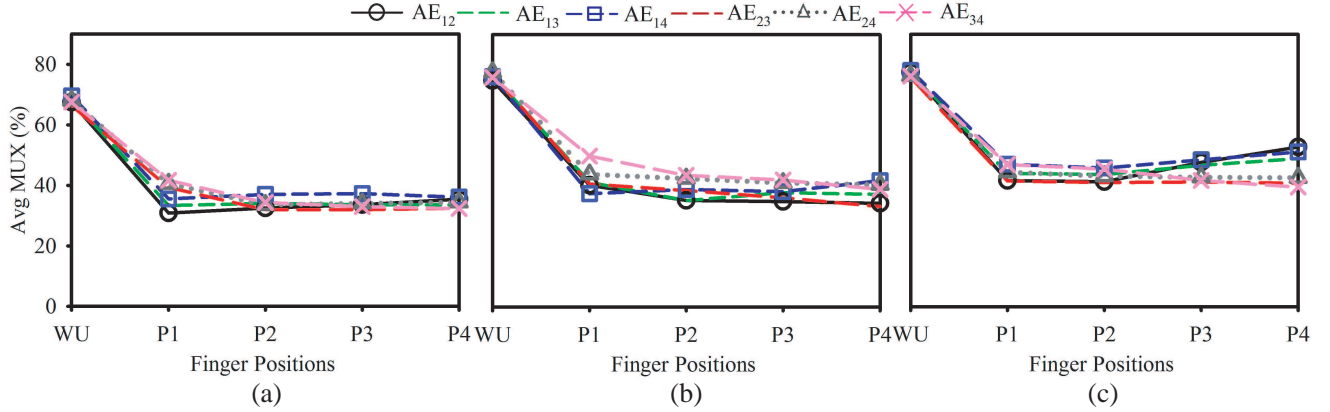 AE12 AE13 AE14 AE23 AE24 AE34
Avg MUX (%)
80
60
40
20
0
WU P1 P2 P3 P4 WU P1 P2 P3 P4 WU P1 P2 P3 P4
Finger Positions Finger Positions Finger Positions
(a) (b) (c)